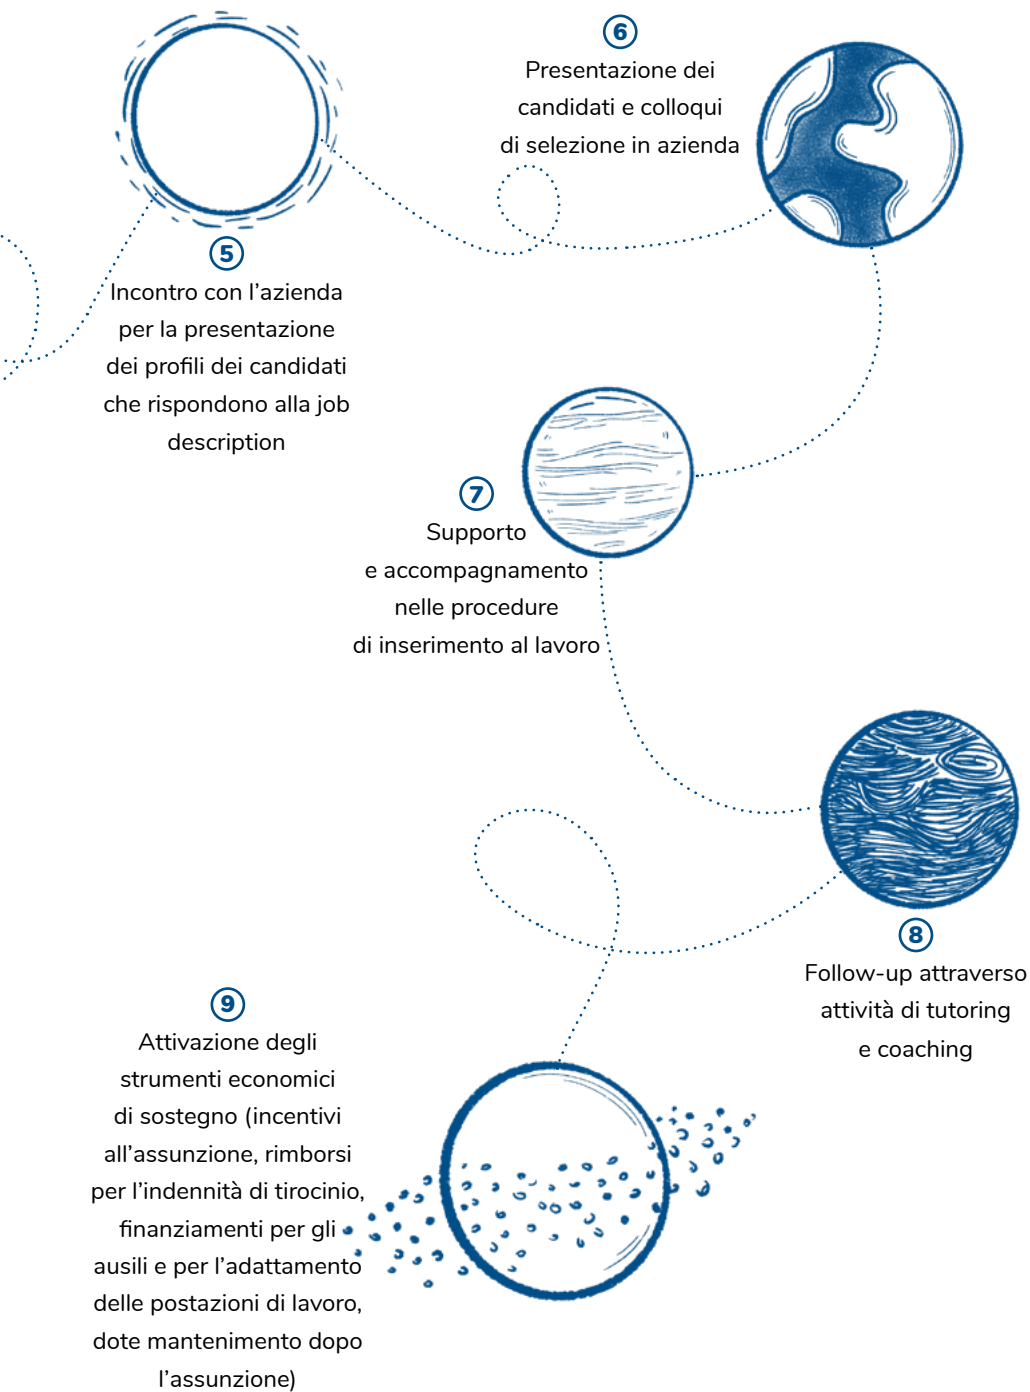 5
Incontro con l’azienda
per la presentazione
dei profili dei candidati
che rispondono alla job
description
6
Presentazione dei
candidati e colloqui
di selezione in azienda
7
Supporto
e accompagnamento
nelle procedure
di inserimento al lavoro
8
Follow-up attraverso
attività di tutoring
e coaching
9
Attivazione degli
strumenti economici
di sostegno (incentivi
all’assunzione, rimborsi
per l’indennità di tirocinio,
finanziamenti per gli
ausili e per l’adattamento
delle postazioni di lavoro,
dote mantenimento dopo
l’assunzione)